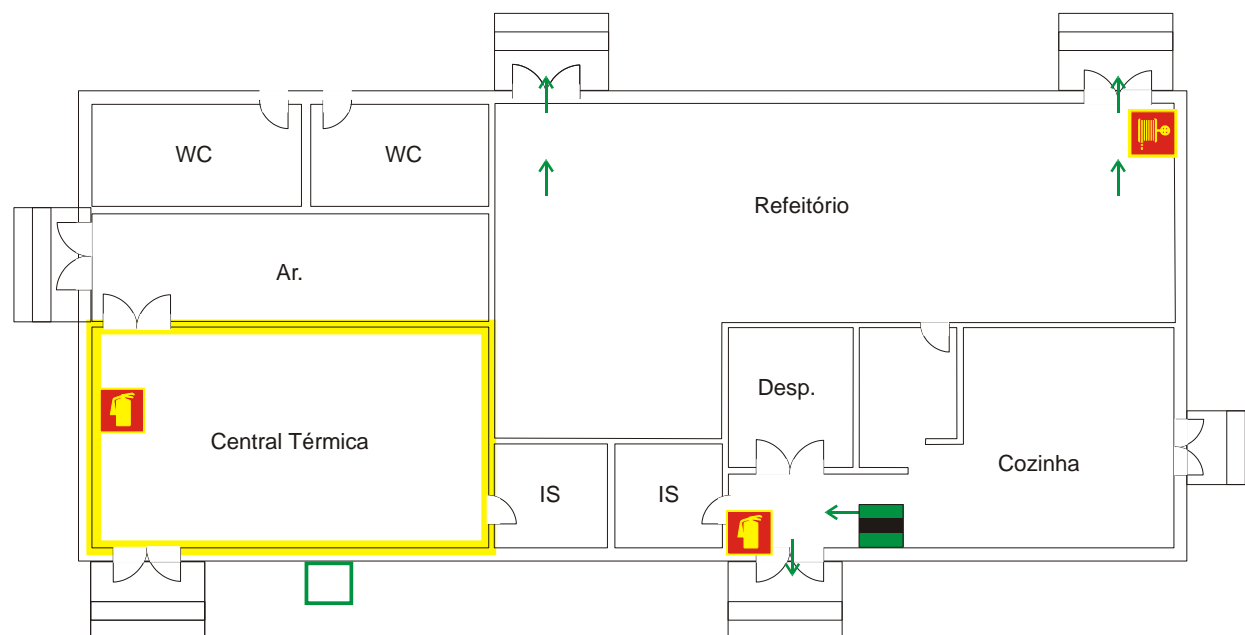 WC
WC
Refeitório
Ar.
Desp.
Central Térmica
Cozinha
IS
IS